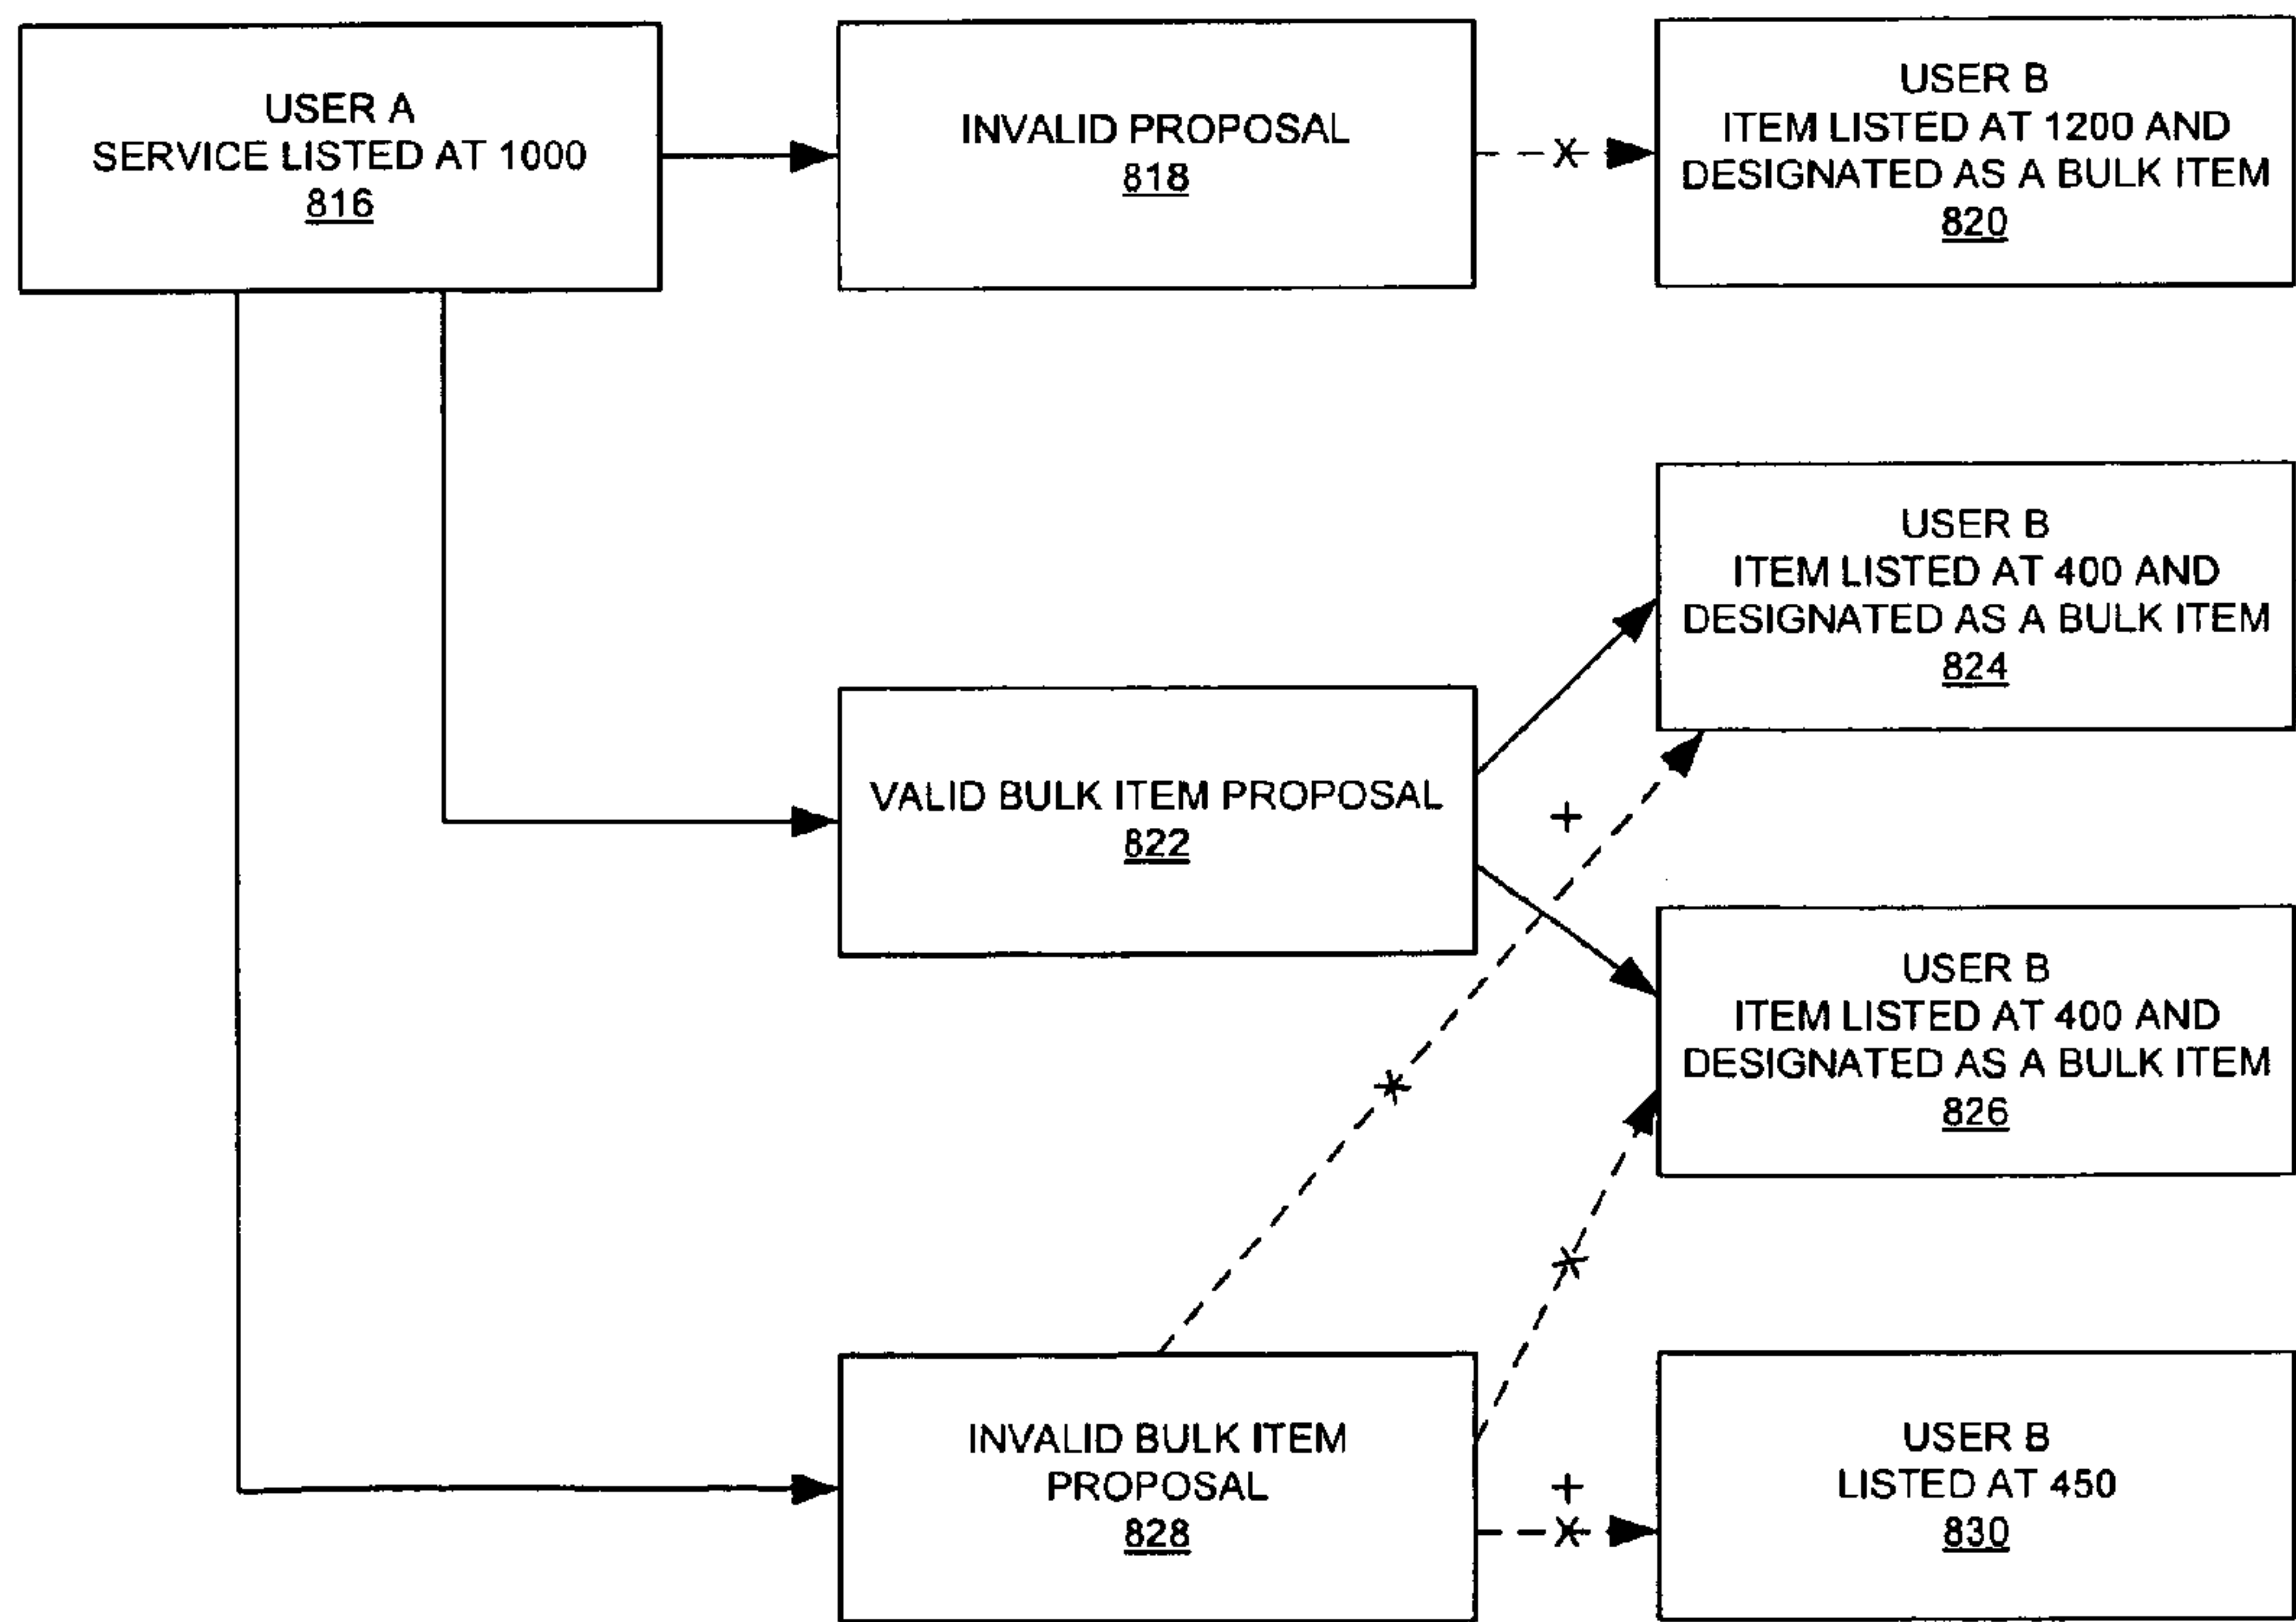 USER A
SERVICE LISTED AT 1000
816
INVALID PROPOSAL
818
X
USER B
ITEM LISTED AT 1200 AND
DESIGNATED AS A BULK ITEM
820
USER B
ITEM LISTED AT 400 AND
DESIGNATED AS A BULK ITEM
824
VALID BULK ITEM PROPOSAL
822
+
USER B
ITEM LISTED AT 400 AND
DESIGNATED AS A BULK ITEM
826
X
X
INVALID BULK ITEM
PROPOSAL
828
+
X
USER B
LISTED AT 450
830